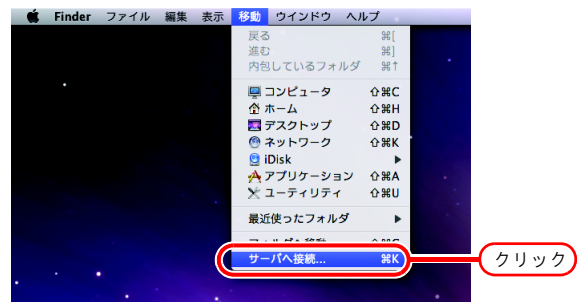 Finder ファイル 編集 表示 移動 ウインドウ ヘルプ
戻る ⌘[
進む ⌘]
内包しているフォルダ ⌘↑
コンピュータ ⇧⌘C
ホーム ⇧⌘H
デスクトップ ⇧⌘D
ネットワーク ⇧⌘K
iDisk ▶
アプリケーション ⇧⌘A
ユーティリティ ⇧⌘U
最近使ったフォルダ ▶
サーバへ接続... ⌘K
クリック